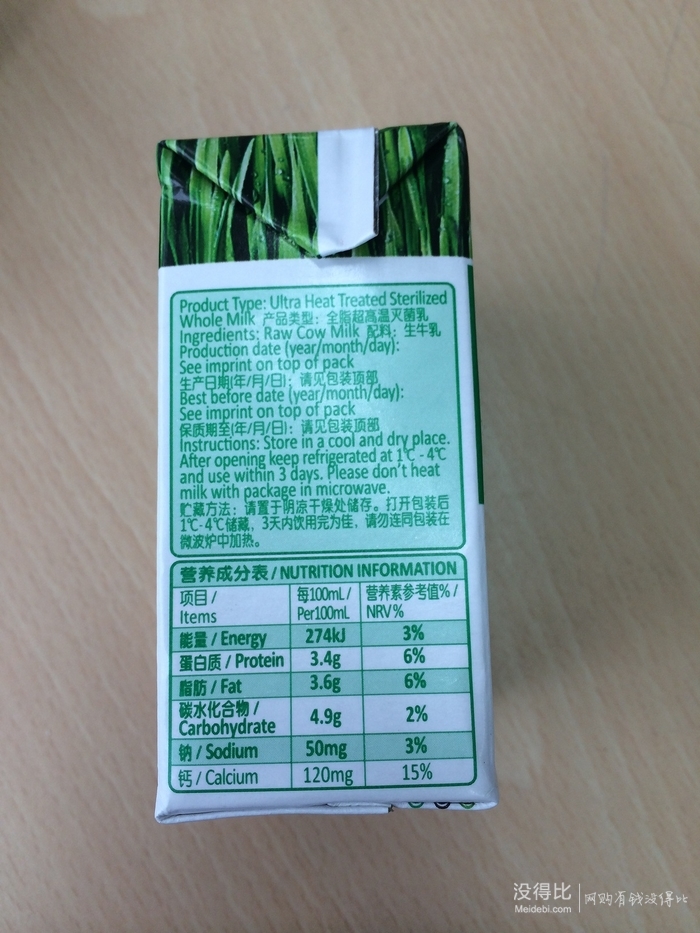 Product Type: Ultra Heat Treated Sterilized
Whole Milk 产品类型：全脂超高温灭菌乳
Ingredients: Raw Cow Milk 配料：生牛乳
Production date (year/month/day):
See imprint on top of pack
生产日期(年/月/日)：请见包装顶部
Best before date (year/month/day):
See imprint on top of pack
保质期至(年/月/日)：请见包装顶部
Instructions: Store in a cool and dry place.
After opening keep refrigerated at 1℃ - 4℃
and use within 3 days. Please don't heat
milk with package in microwave.
贮藏方法：请置于阴凉干燥处储存。打开包装后
1℃-4℃储藏，3天内饮用完为佳，请勿连同包装在
微波炉中加热。
营养成分表 / NUTRITION INFORMATION
项目 / Items 每100mL / Per100mL 营养素参考值% / NRV%
能量 / Energy 274kJ 3%
蛋白质 / Protein 3.4g 6%
脂肪 / Fat 3.6g 6%
碳水化合物 / Carbohydrate 4.9g 2%
钠 / Sodium 50mg 3%
钙 / Calcium 120mg 15%
没得比 网购有钱没得比
Meidebi.com